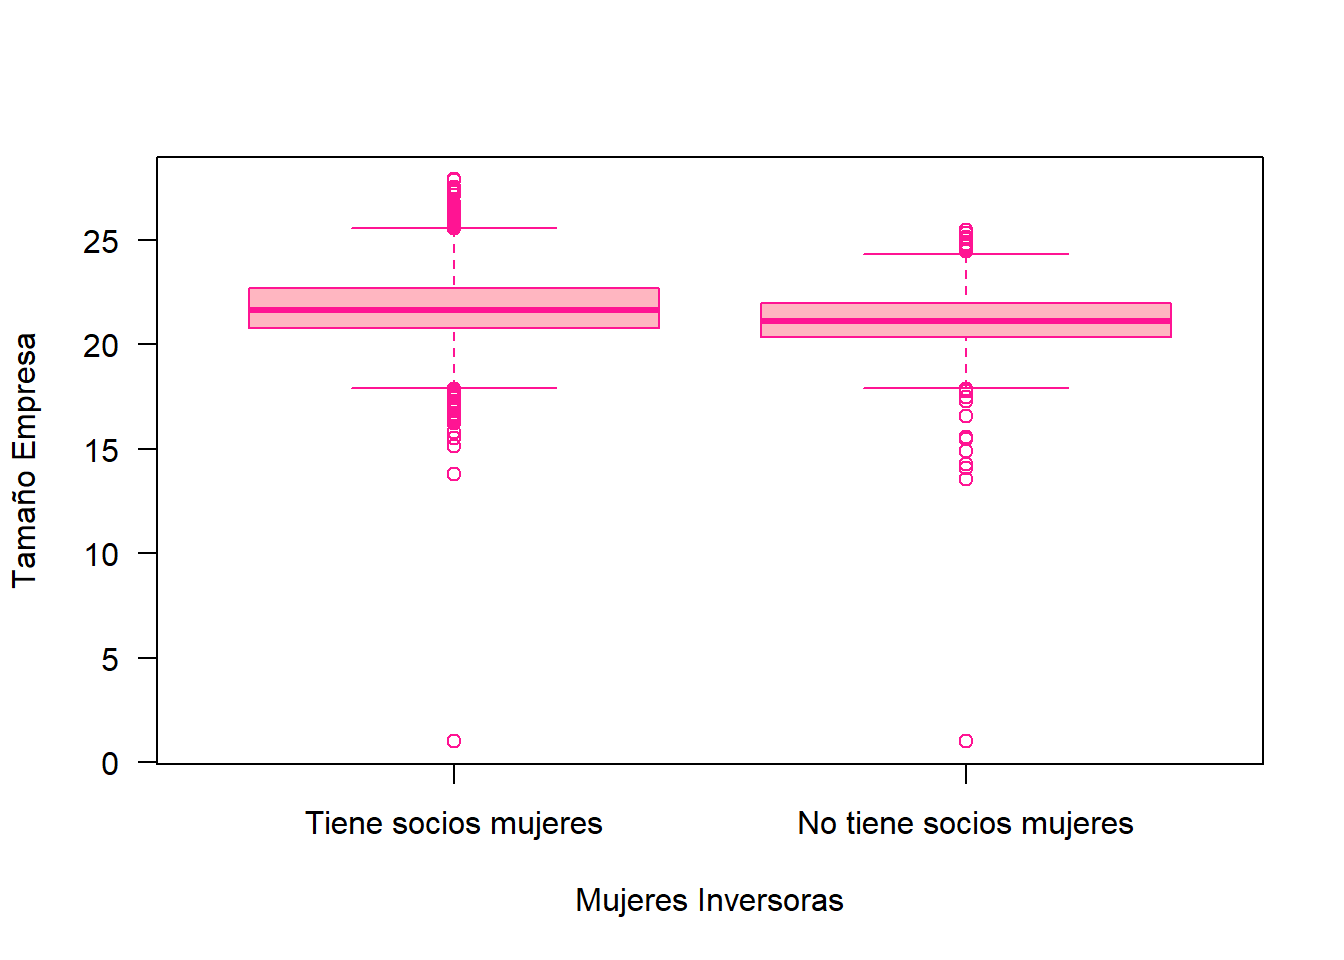 Tamaño Empresa
25
20
15
10
5
0
Tiene socios mujeres
No tiene socios mujeres
Mujeres Inversoras